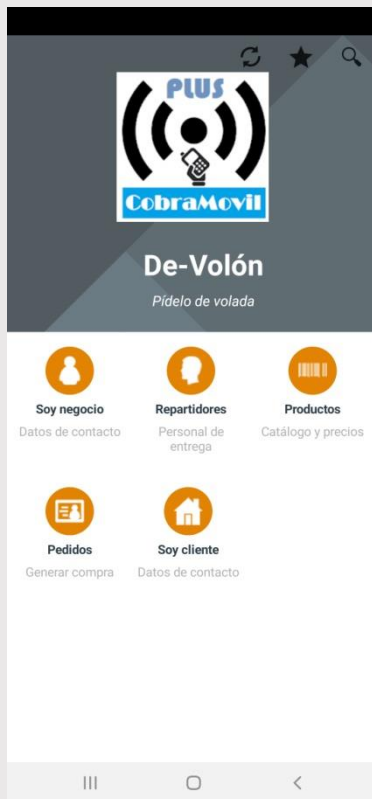 PLUS
CobraMovil
De-Volón
Pídelo de volada
Soy negocio
Datos de contacto
Repartidores
Personal de
entrega
Productos
Catálogo y precios
Pedidos
Generar compra
Soy cliente
Datos de contacto